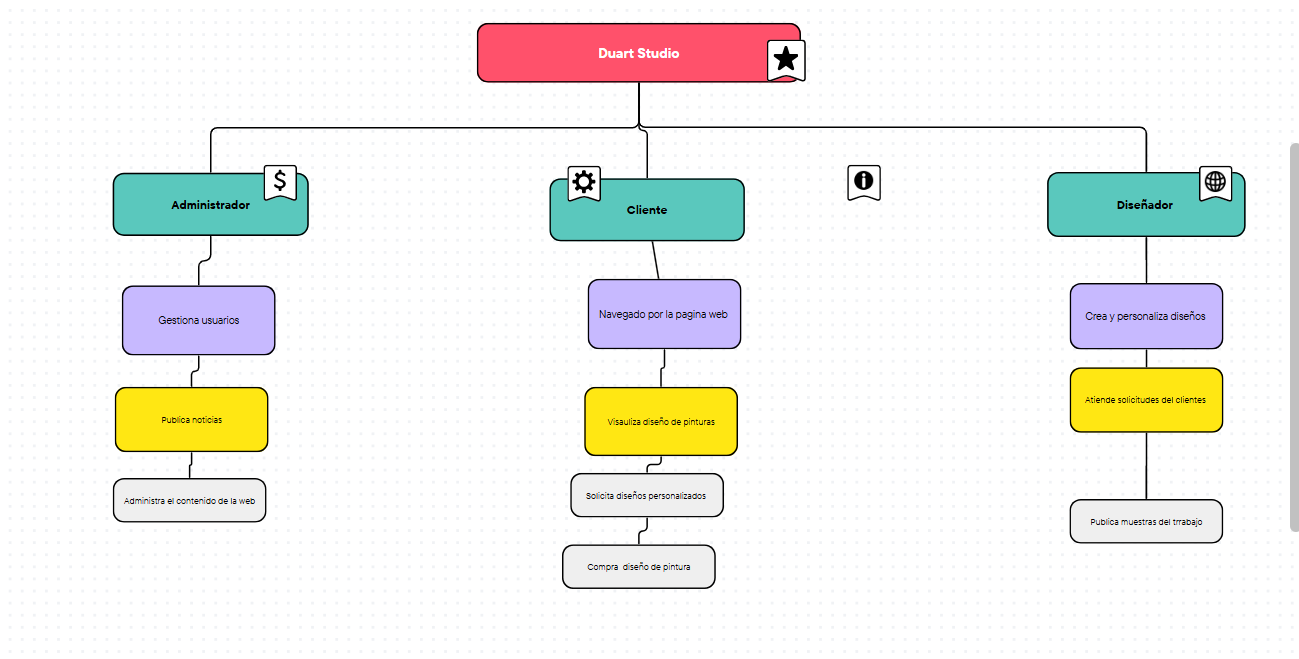 Duart Studio
Administrador
Cliente
Diseñador
Gestiona usuarios
Navegado por la pagina web
Crea y personaliza diseños
Publica noticias
Visauliza diseño de pinturas
Atiende solicitudes del clientes
Administra el contenido de la web
Solicita diseños personalizados
Publica muestras del trrabajo
Compra diseño de pintura